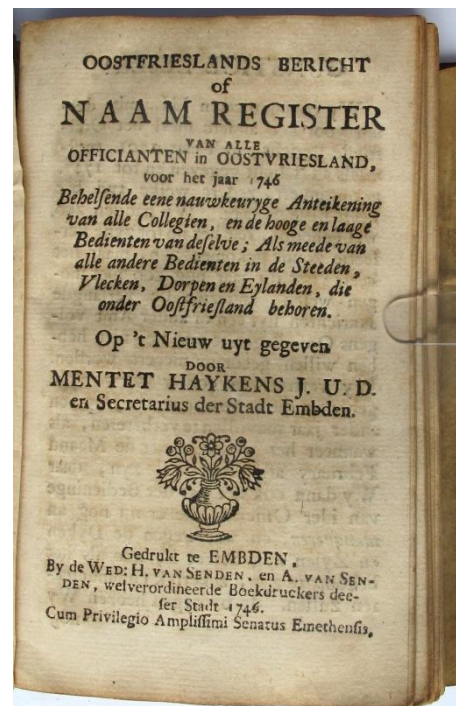 OOSTFRIESLANDS BERICHT
of
NAAM REGISTER
VAN ALLE
OFFICIANTEN in OOSTVRIESLAND,
voor het jaar 1746
Behelsende eene nauwkeuryge Anteikening
van alle Collegien, en de hooge en laage
Bedienten van deselve; Als meede van
alle andere Bedienten in de Steeden,
Vlecken, Dorpen en Eylanden, die
onder Oostfriesland behoren.
Op 't Nieuw uyt gegeven
DOOR
MENTET HAYKENS J. U. D.
en Secretarius der Stadt Embden.
Gedrukt te EMBDEN,
By de WED: H. VAN SENDEN, en A. VAN SEN-
DEN, welverordineerde Boekdruckers dee-
ser Stadt 1746.
Cum Privilegio Amplissimi Senatus Emethensis,